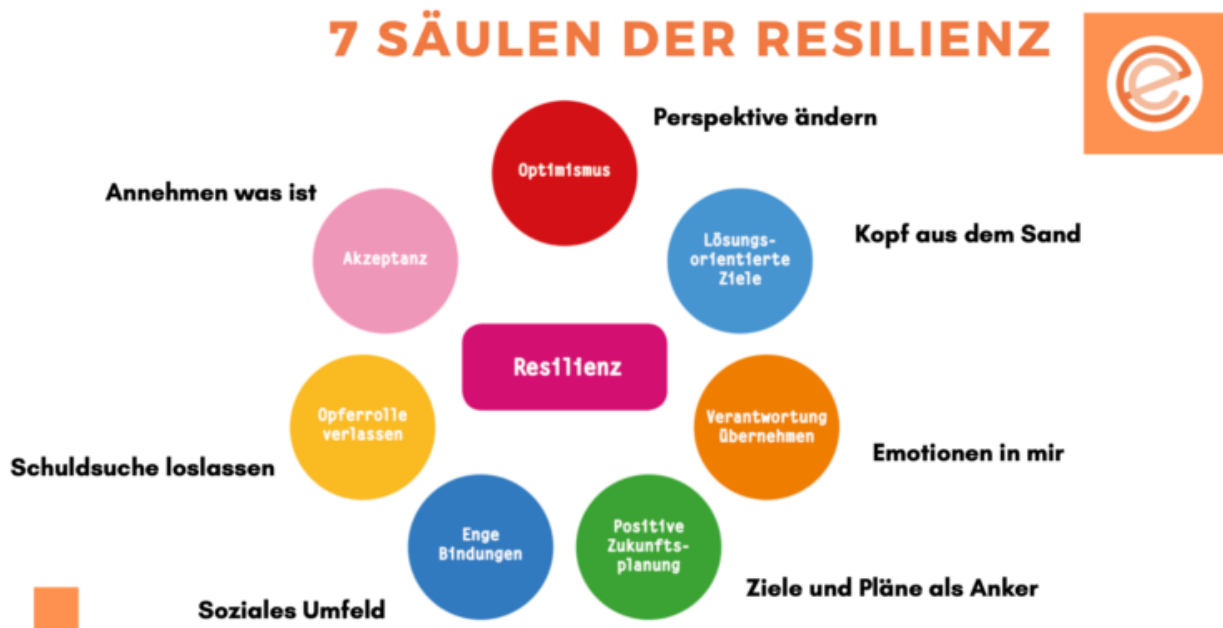 7 SÄULEN DER RESILIENZ
Perspektive ändern
Optimismus
Annehmen was ist
Akzeptanz
Lösungs-
orientierte
Ziele
Kopf aus dem Sand
Resilienz
Opferrolle
verlassen
Verantwortung
übernehmen
Schuldsuche loslassen
Emotionen in mir
Enge
Bindungen
Positive
Zukunfts-
planung
Soziales Umfeld
Ziele und Pläne als Anker